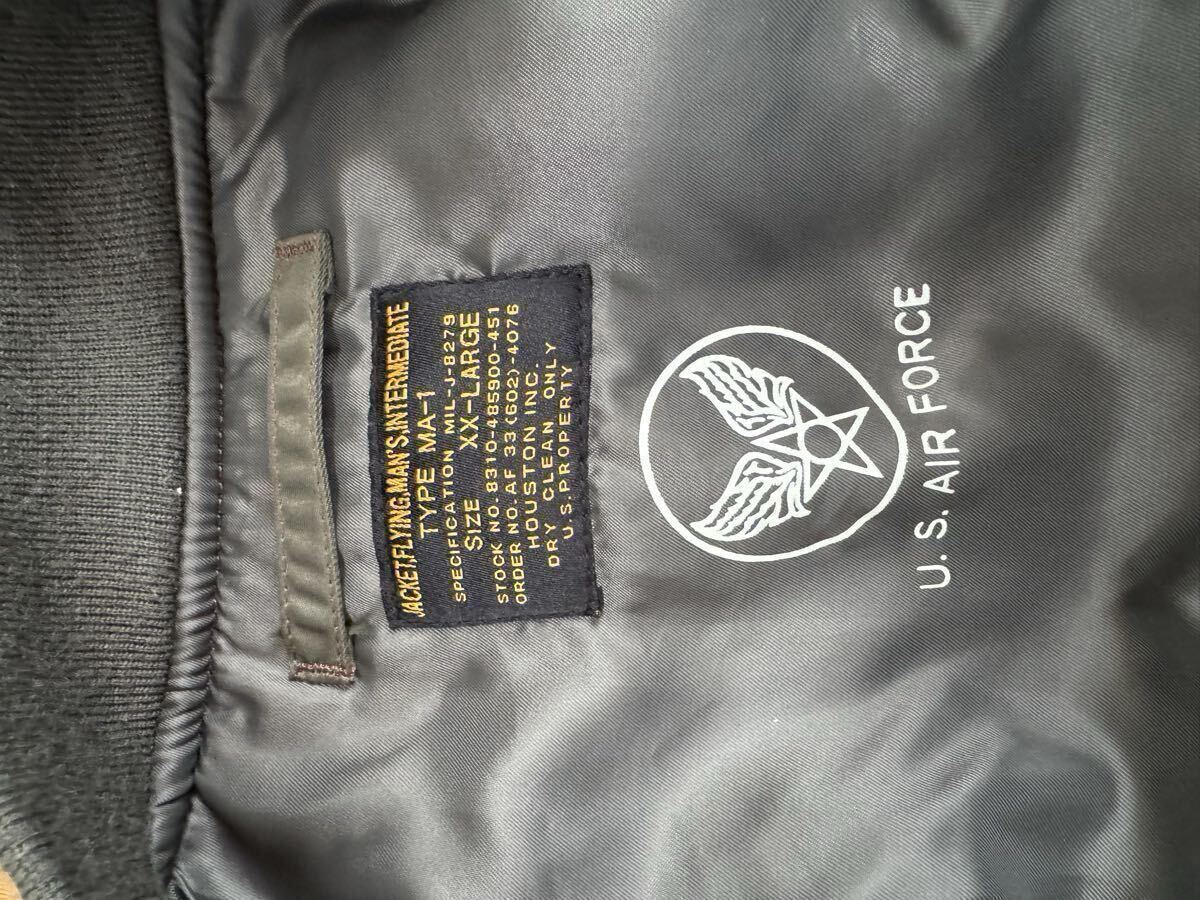 JACKET,FLYING,MAN'S,INTERMEDIATE
TYPE MA-1
SPECIFICATION MIL-J-8279
SIZE XX-LARGE
STOCK NO.8310-485900-451
ORDER NO.AF 33(602)-4076
HOUSTON INC.
DRY CLEAN ONLY
U.S.PROPERTY
U.S. AIR FORCE